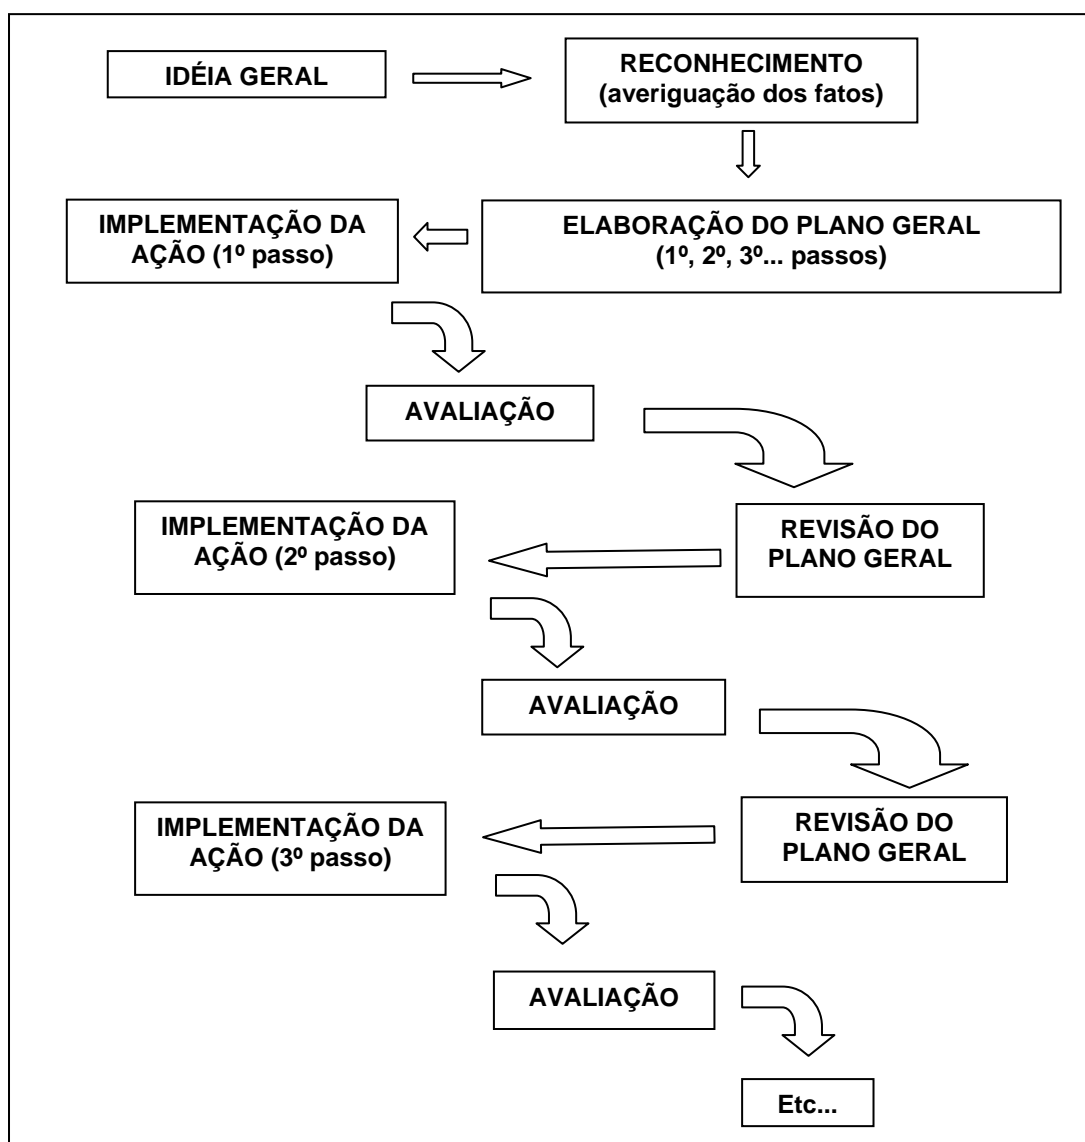 IDÉIA GERAL
RECONHECIMENTO
(averiguação dos fatos)
IMPLEMENTAÇÃO DA
AÇÃO (1º passo)
ELABORAÇÃO DO PLANO GERAL
(1º, 2º, 3º... passos)
AVALIAÇÃO
IMPLEMENTAÇÃO DA
AÇÃO (2º passo)
REVISÃO DO
PLANO GERAL
AVALIAÇÃO
IMPLEMENTAÇÃO DA
AÇÃO (3º passo)
REVISÃO DO
PLANO GERAL
AVALIAÇÃO
Etc...